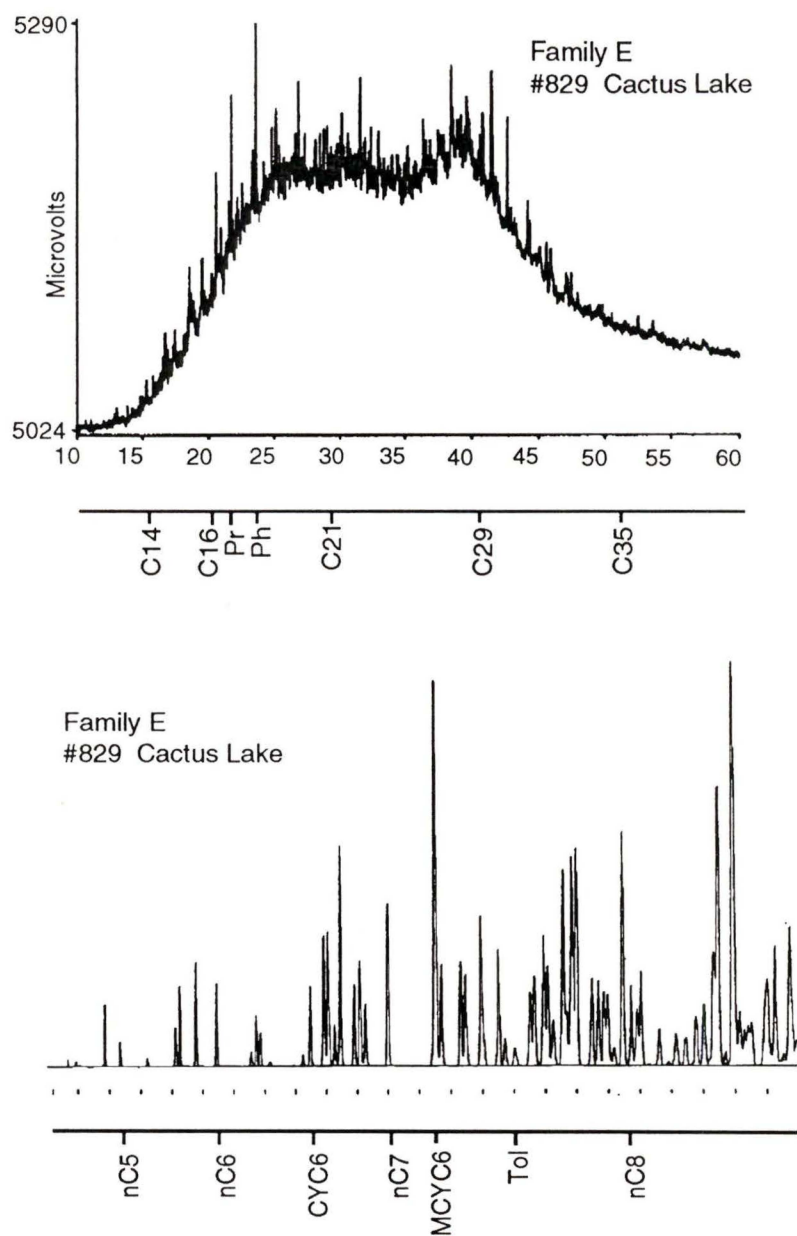 5290
Family E
#829 Cactus Lake
Microvolts
5024
10 15 20 25 30 35 40 45 50 55 60
C14 C16 Pr Ph C21 C29 C35
Family E
#829 Cactus Lake
nC5 nC6 CYC6 nC7 MCYC6 Tol nC8